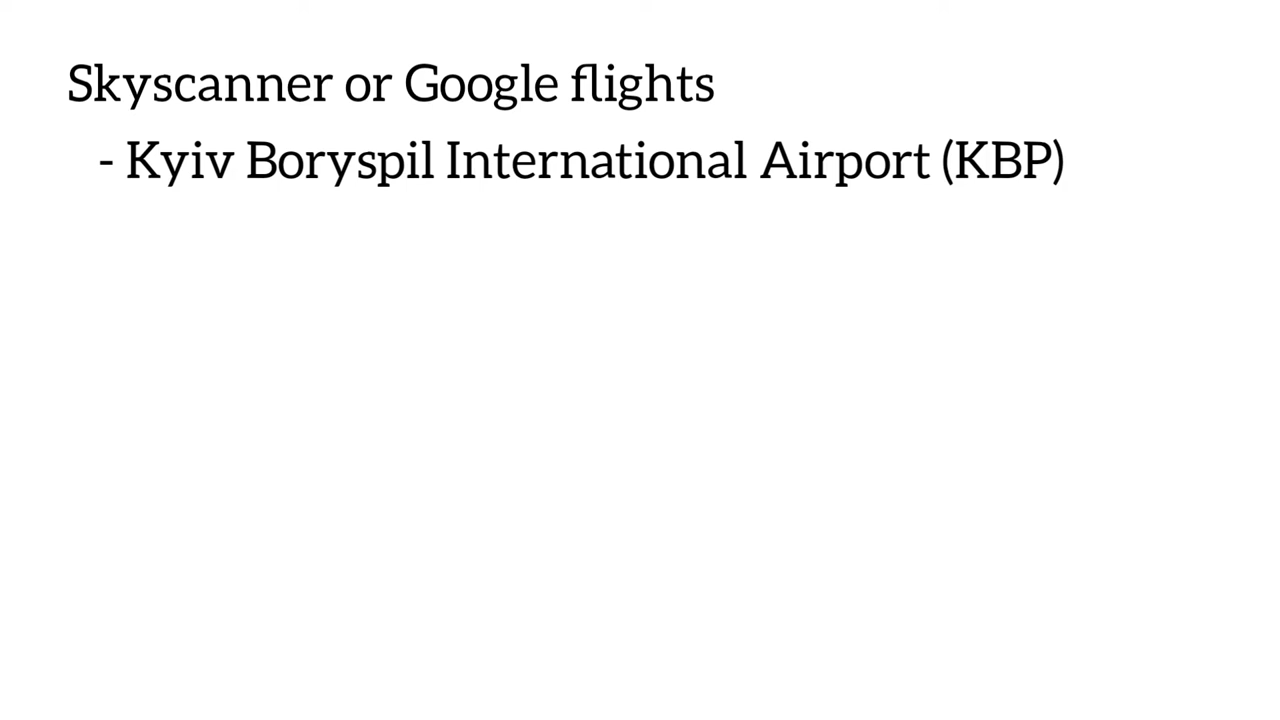 Skyscanner or Google flights
- Kyiv Boryspil International Airport (KBP)